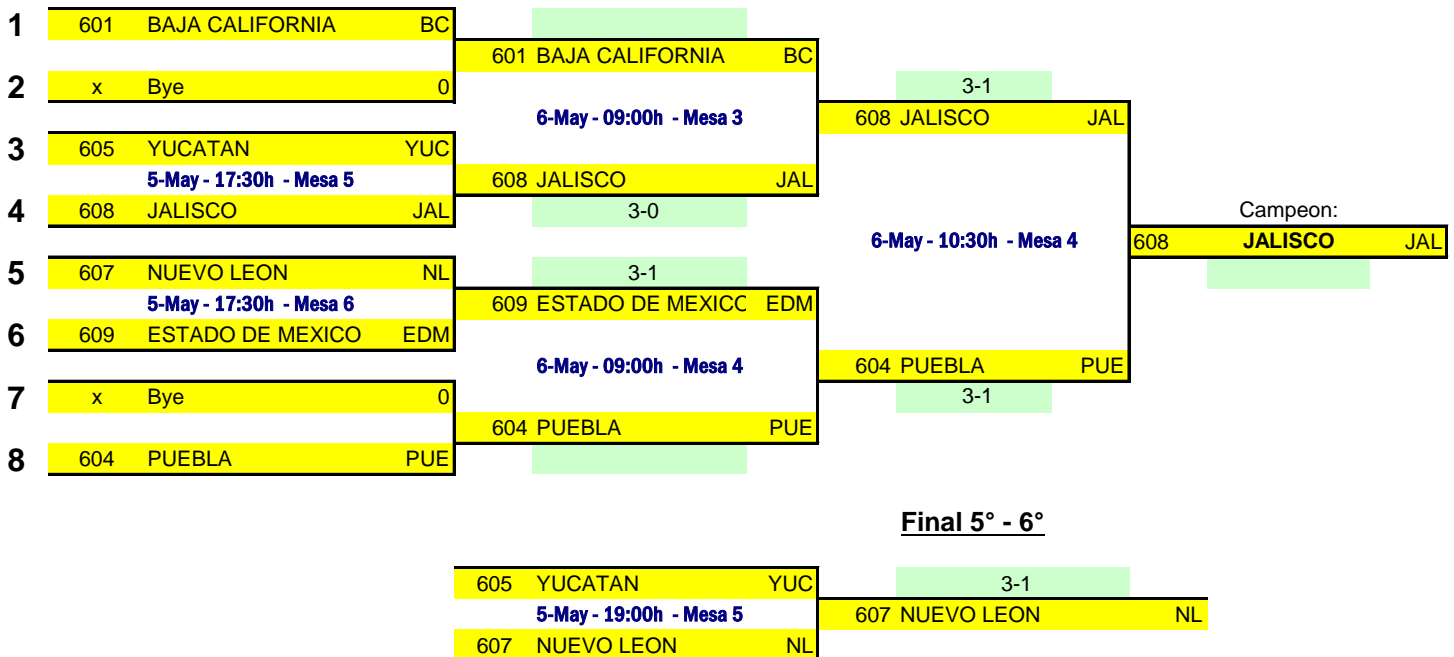 1 601 BAJA CALIFORNIA BC
601 BAJA CALIFORNIA BC
2 x Bye 0 3-1
6-May - 09:00h - Mesa 3 608 JALISCO JAL
3 605 YUCATAN YUC
5-May - 17:30h - Mesa 5 608 JALISCO JAL
4 608 JALISCO JAL 3-0 Campeon:
6-May - 10:30h - Mesa 4 608 JALISCO JAL
5 607 NUEVO LEON NL 3-1
5-May - 17:30h - Mesa 6 609 ESTADO DE MEXICO EDM
6 609 ESTADO DE MEXICO EDM
6-May - 09:00h - Mesa 4 604 PUEBLA PUE
7 x Bye 0 3-1
604 PUEBLA PUE
8 604 PUEBLA PUE
Final 5° - 6°
605 YUCATAN YUC 3-1
5-May - 19:00h - Mesa 5 607 NUEVO LEON NL
607 NUEVO LEON NL